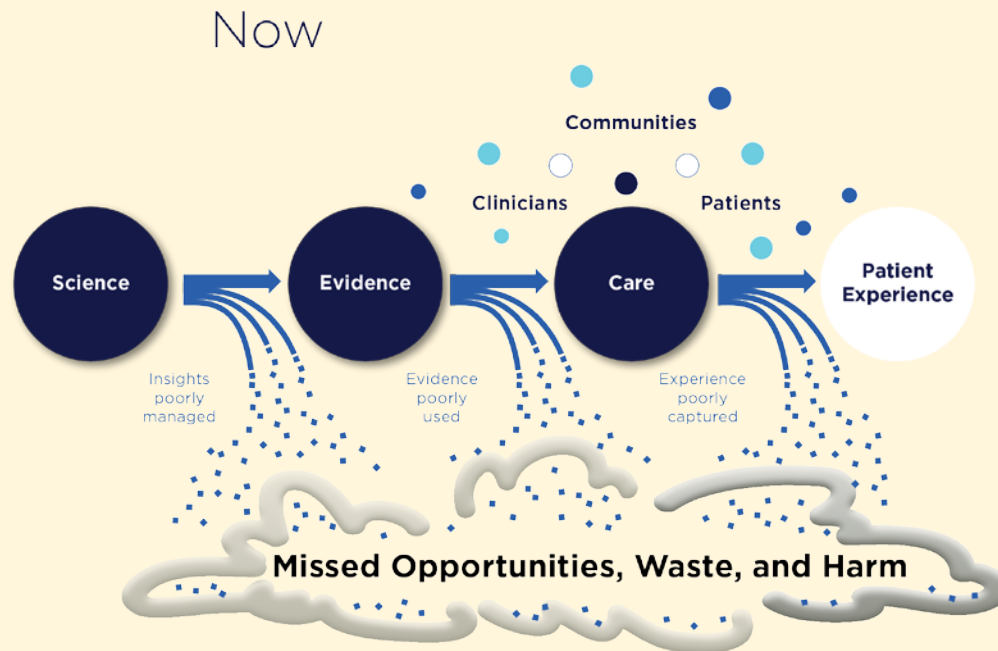 Now
Communities
Clinicians
Patients
Science
Evidence
Care
Patient
Experience
Insights
poorly
managed
Evidence
poorly
used
Experience
poorly
captured
Missed Opportunities, Waste, and Harm